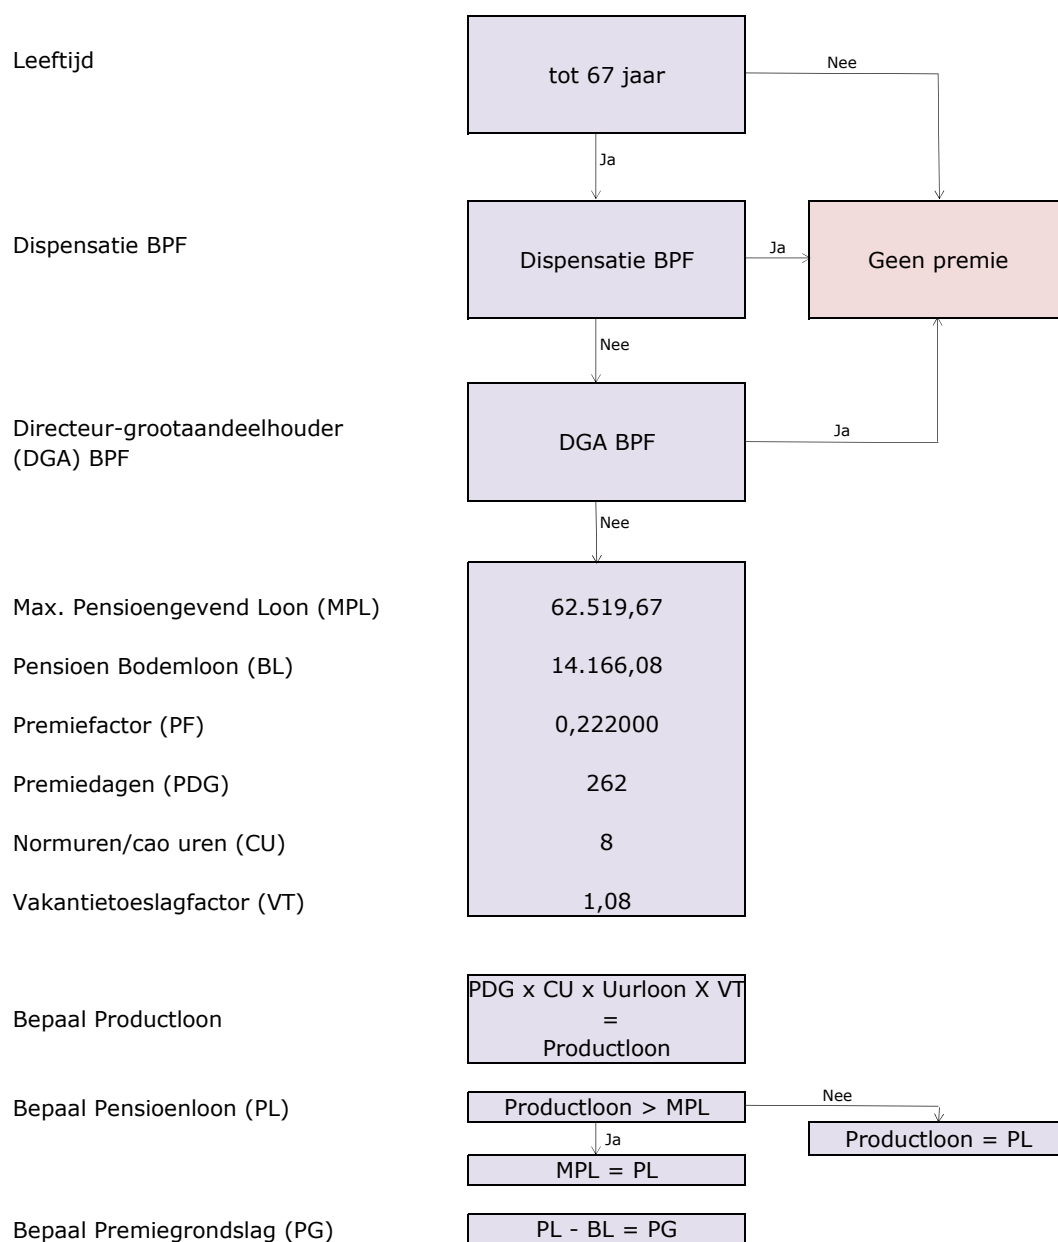 Leeftijd
tot 67 jaar
Nee
Ja
Dispensatie BPF
Dispensatie BPF
Ja
Geen premie
Nee
Directeur-grootaandeelhouder
(DGA) BPF
DGA BPF
Ja
Nee
Max. Pensioengevend Loon (MPL)
62.519,67
Pensioen Bodemloon (BL)
14.166,08
Premiefactor (PF)
0,222000
Premiedagen (PDG)
262
Normuren/cao uren (CU)
8
Vakantietoeslagfactor (VT)
1,08
Bepaal Productloon
PDG x CU x Uurloon X VT
=
Productloon
Bepaal Pensioenloon (PL)
Productloon > MPL
Nee
Productloon = PL
Ja
MPL = PL
Bepaal Premiegrondslag (PG)
PL - BL = PG